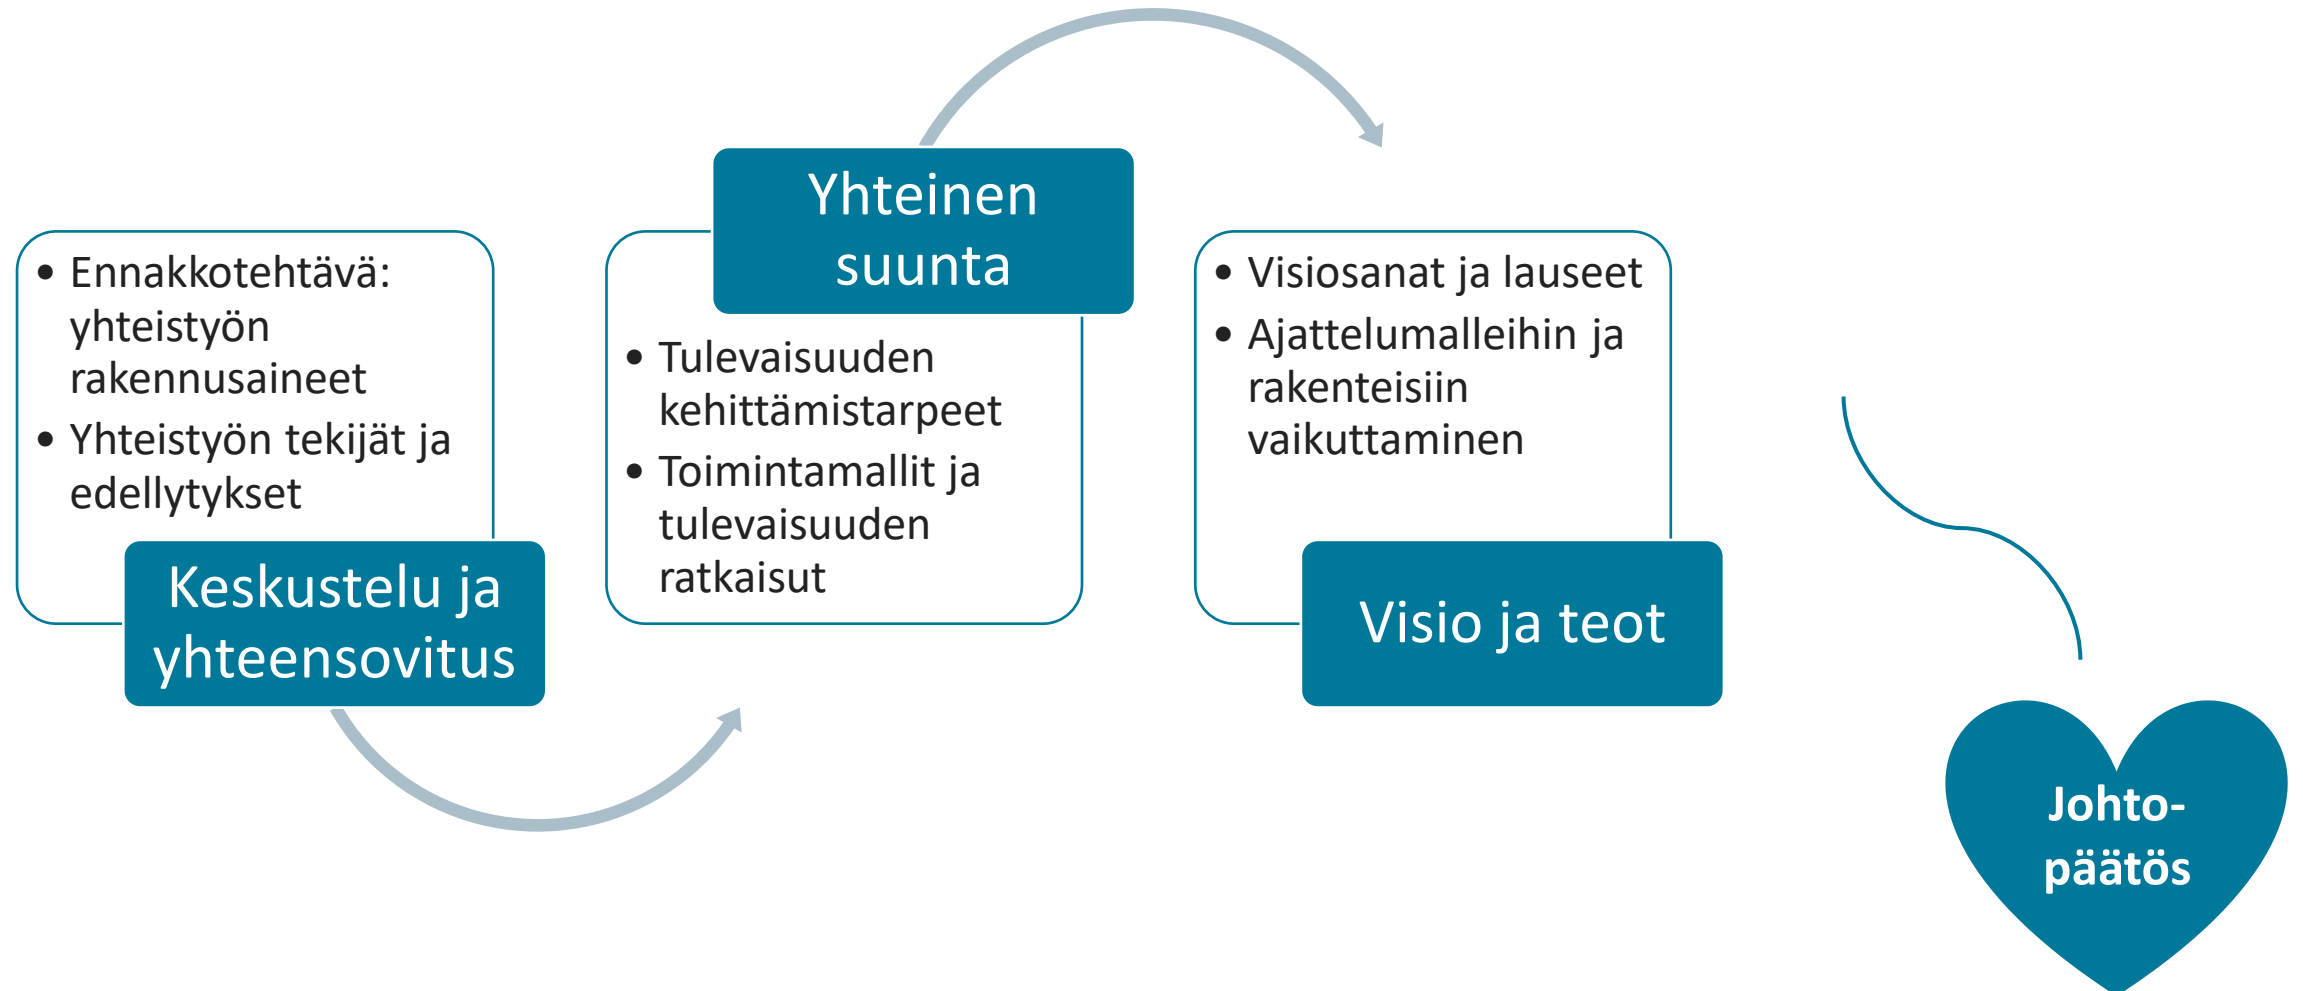 • Ennakkotehtävä:
yhteistyön
rakennusaineet
• Yhteistyön tekijät ja
edellytykset
Keskustelu ja
yhteensovitus
Yhteinen
suunta
• Tulevaisuuden
kehittämistarpeet
• Toimintamallit ja
tulevaisuuden
ratkaisut
• Visiosanat ja lauseet
• Ajattelumalleihin ja
rakenteisiin
vaikuttaminen
Visio ja teot
Johto-
päätös